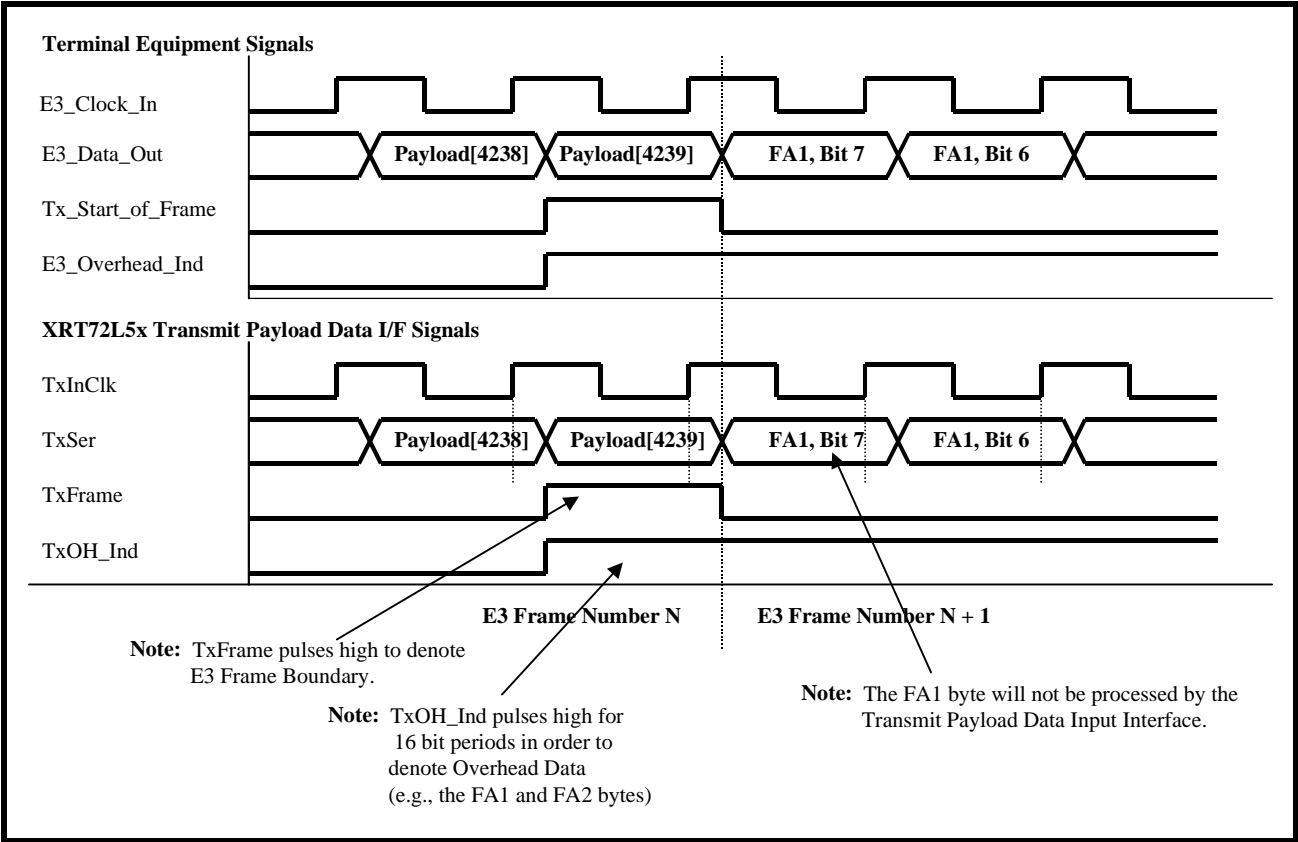 Terminal Equipment Signals
E3_Clock_In
E3_Data_Out
Payload[4238] Payload[4239] FA1, Bit 7 FA1, Bit 6
Tx_Start_of_Frame
E3_Overhead_Ind
XRT72L5x Transmit Payload Data I/F Signals
TxInClk
TxSer
Payload[4238] Payload[4239] FA1, Bit 7 FA1, Bit 6
TxFrame
TxOH_Ind
E3 Frame Number N E3 Frame Number N + 1
Note: TxFrame pulses high to denote
E3 Frame Boundary.
Note: TxOH_Ind pulses high for
16 bit periods in order to
denote Overhead Data
(e.g., the FA1 and FA2 bytes)
Note: The FA1 byte will not be processed by the
Transmit Payload Data Input Interface.